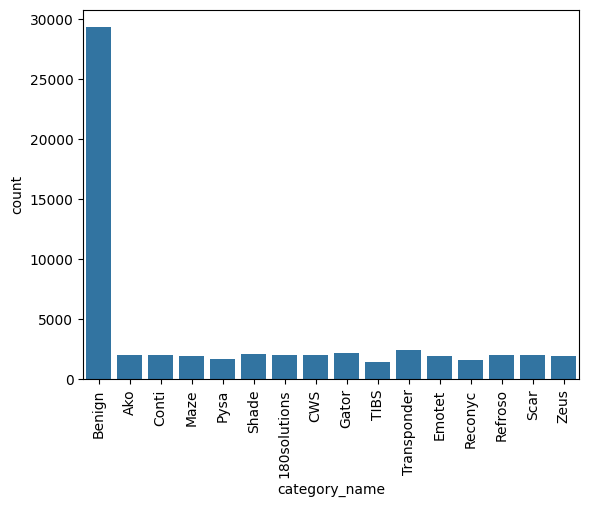 30000
25000
20000
15000
10000
5000
0
count
Benign
Ako
Conti
Maze
Pysa
Shade
180solutions
CWS
Gator
TIBS
Transponder
Emotet
Reconyc
Refroso
Scar
Zeus
category_name